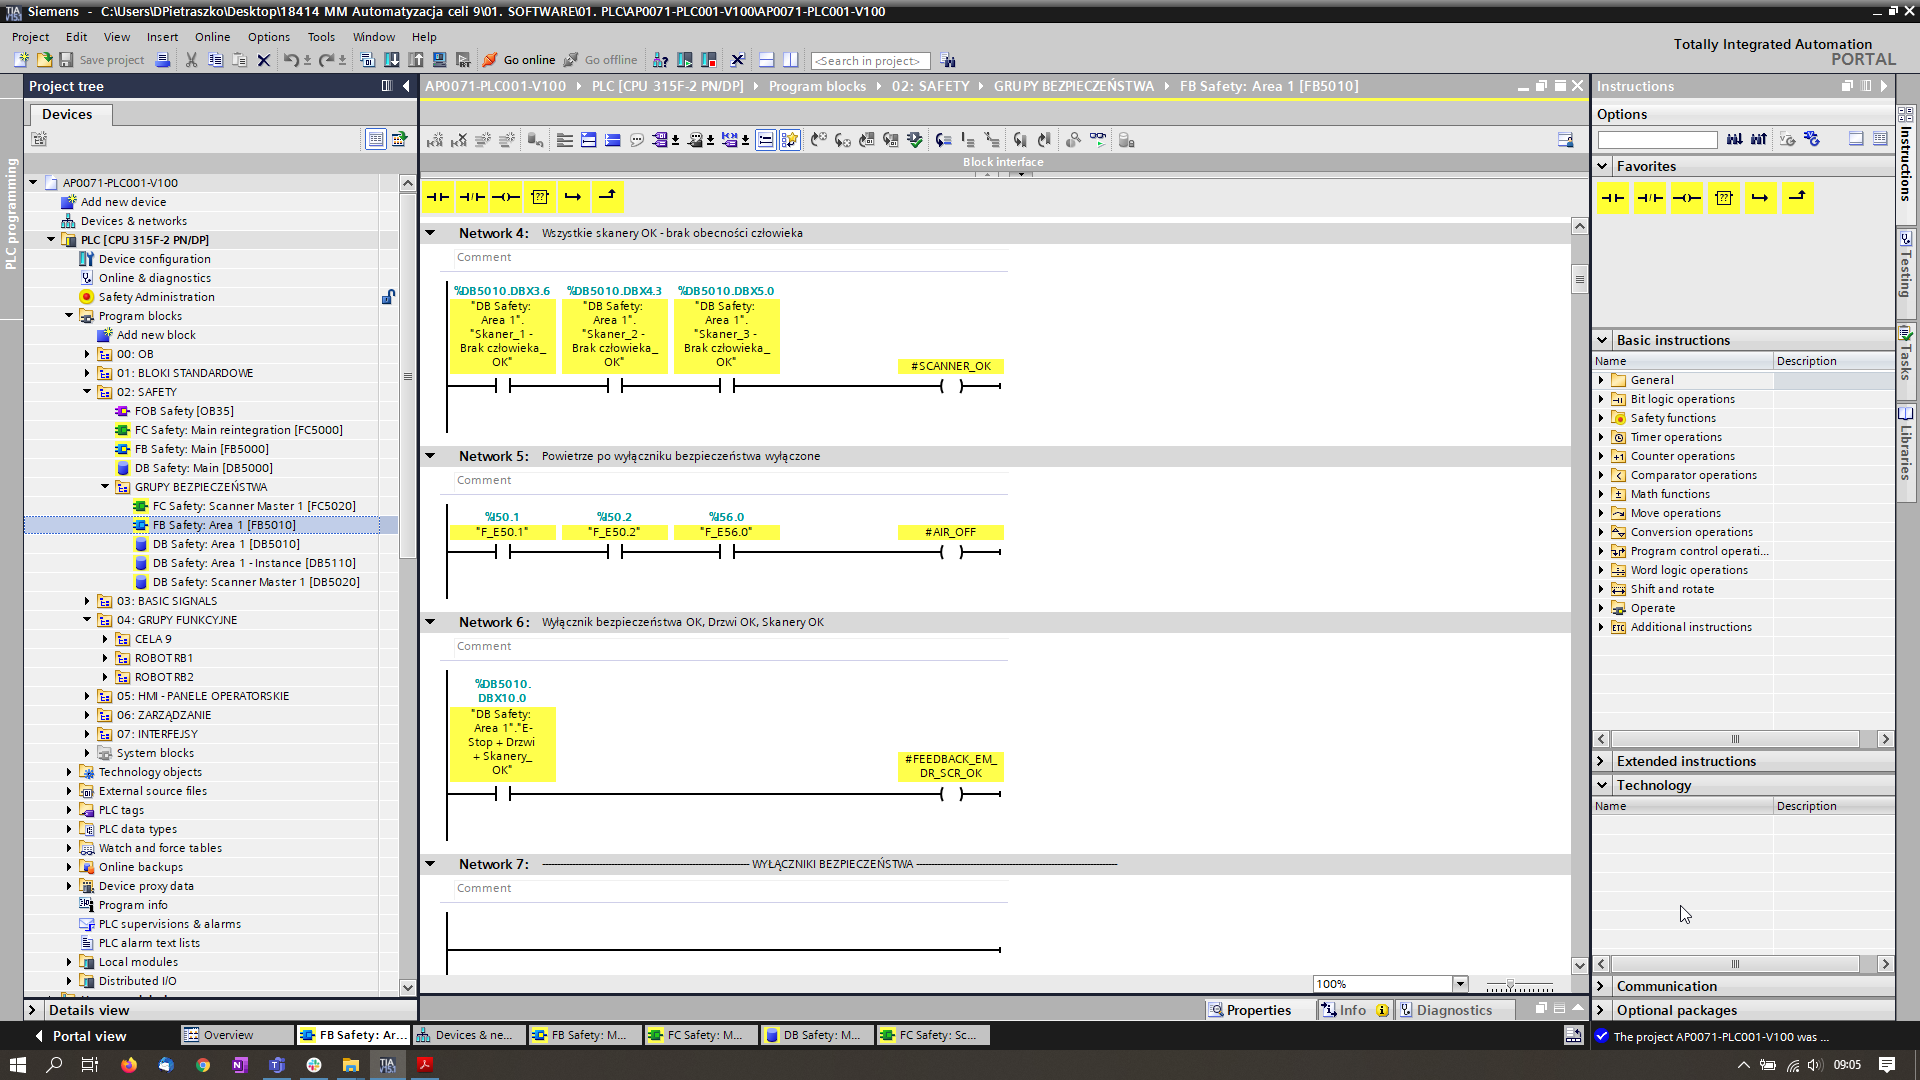 Siemens - C:\Users\DPietraszko\Desktop\18414 MM Automatyzacja celi 9\01. SOFTWARE\01. PLC\AP0071-PLC001-V100\AP0071-PLC001-V100
Project Edit View Insert Online Options Tools Window Help
Totally Integrated Automation
PORTAL
Save project Go online Go offline <Search in project>
Project tree
AP0071-PLC001-V100 PLC [CPU 315F-2 PN/DP] Program blocks 02: SAFETY GRUPY BEZPIECZEŃSTWA FB Safety: Area 1 [FB5010]
Instructions
Devices
PLC programming
AP0071-PLC001-V100
Add new device
Devices & networks
PLC [CPU 315F-2 PN/DP]
Device configuration
Online & diagnostics
Safety Administration
Program blocks
Add new block
00: OB
01: BLOKI STANDARDOWE
02: SAFETY
FOB Safety [OB35]
FC Safety: Main reintegration [FC5000]
FB Safety: Main [FB5000]
DB Safety: Main [DB5000]
GRUPY BEZPIECZEŃSTWA
FC Safety: Scanner Master 1 [FC5020]
FB Safety: Area 1 [FB5010]
DB Safety: Area 1 [DB5010]
DB Safety: Area 1 - Instance [DB5110]
DB Safety: Scanner Master 1 [DB5020]
03: BASIC SIGNALS
04: GRUPY FUNKCYJNE
CELA 9
ROBOT RB1
ROBOT RB2
05: HMI - PANELE OPERATORSKIE
06: ZARZĄDZANIE
07: INTERFEJSY
System blocks
Technology objects
External source files
PLC tags
PLC data types
Watch and force tables
Online backups
Device proxy data
Program info
PLC supervisions & alarms
PLC alarm text lists
Local modules
Distributed I/O
Details view
Block interface
Network 4: Wszystkie skanery OK - brak obecności człowieka
Comment
%DB5010.DBX3.6 %DB5010.DBX4.3 %DB5010.DBX5.0
"DB Safety: "DB Safety: "DB Safety:
Area 1". Area 1". Area 1".
"Skaner_1 - "Skaner_2 - "Skaner_3 -
Brak człowieka_ Brak człowieka_ Brak człowieka_
OK" OK" OK"
#SCANNER_OK
Network 5: Powietrze po wyłączniku bezpieczeństwa wyłączone
Comment
%I50.1 %I50.2 %I56.0
"F_E50.1" "F_E50.2" "F_E56.0" #AIR_OFF
Network 6: Wyłącznik bezpieczeństwa OK, Drzwi OK, Skanery OK
Comment
%DB5010.
DBX10.0
"DB Safety:
Area 1"."E-
Stop + Drzwi
+ Skanery_
OK"
#FEEDBACK_EM_
DR_SCR_OK
Network 7: WYŁĄCZNIKI BEZPIECZEŃSTWA
Comment
100%
Properties Info Diagnostics
Options
Favorites
Basic instructions
Name Description
General
Bit logic operations
Safety functions
Timer operations
Counter operations
Comparator operations
Math functions
Move operations
Conversion operations
Program control operati...
Word logic operations
Shift and rotate
Operate
Additional instructions
Extended instructions
Technology
Name Description
Communication
Optional packages
Instructions
Testing
Tasks
Libraries
Portal view Overview FB Safety: Ar... Devices & ne... FB Safety: M... FC Safety: M... DB Safety: M... FC Safety: Sc...
The project AP0071-PLC001-V100 was ...
09:05